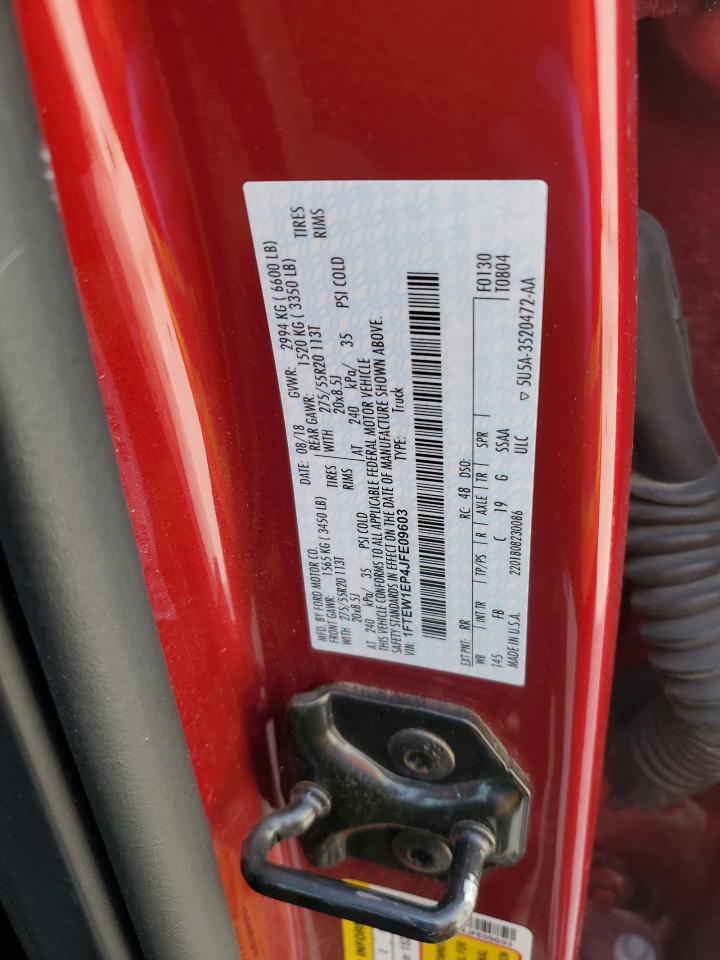 MFD. BY FORD MOTOR CO.
DATE: 08/18 GVWR: 2994 KG ( 6600 LB)
FRONT GAWR: 1565 KG (3450 LB) REAR GAWR: 1520 KG ( 3350 LB)
WITH 275/55R20 113T TIRES WITH 275/55R20 113T TIRES
20x8.5J RIMS 20x8.5J RIMS
AT 240 kPa/ 35 PSI COLD AT 240 kPa/ 35 PSI COLD
THIS VEHICLE CONFORMS TO ALL APPLICABLE FEDERAL MOTOR VEHICLE
SAFETY STANDARDS IN EFFECT ON THE DATE OF MANUFACTURE SHOWN ABOVE.
VIN: 1FTEW1EP4JFE09603 TYPE: Truck
EXT PNT: RR RC: 48 DSO: F0130
WB INT TR TP/PS R AXLE TR SPR T0804
145 FB C 19 G SSAA
MADE IN U.S.A. 2201808230086 ULC 5U5A-3520472-AA